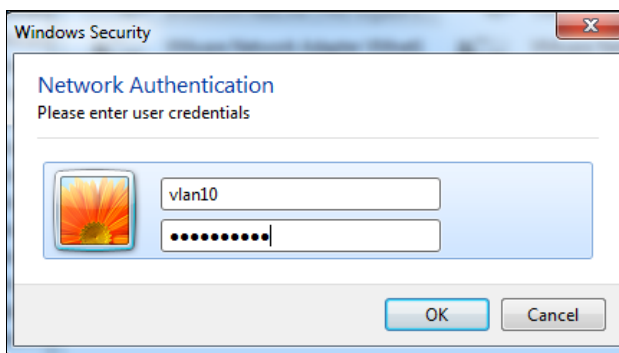 Windows Security
Network Authentication
Please enter user credentials
vlan10
●●●●●●●●●●
OK
Cancel